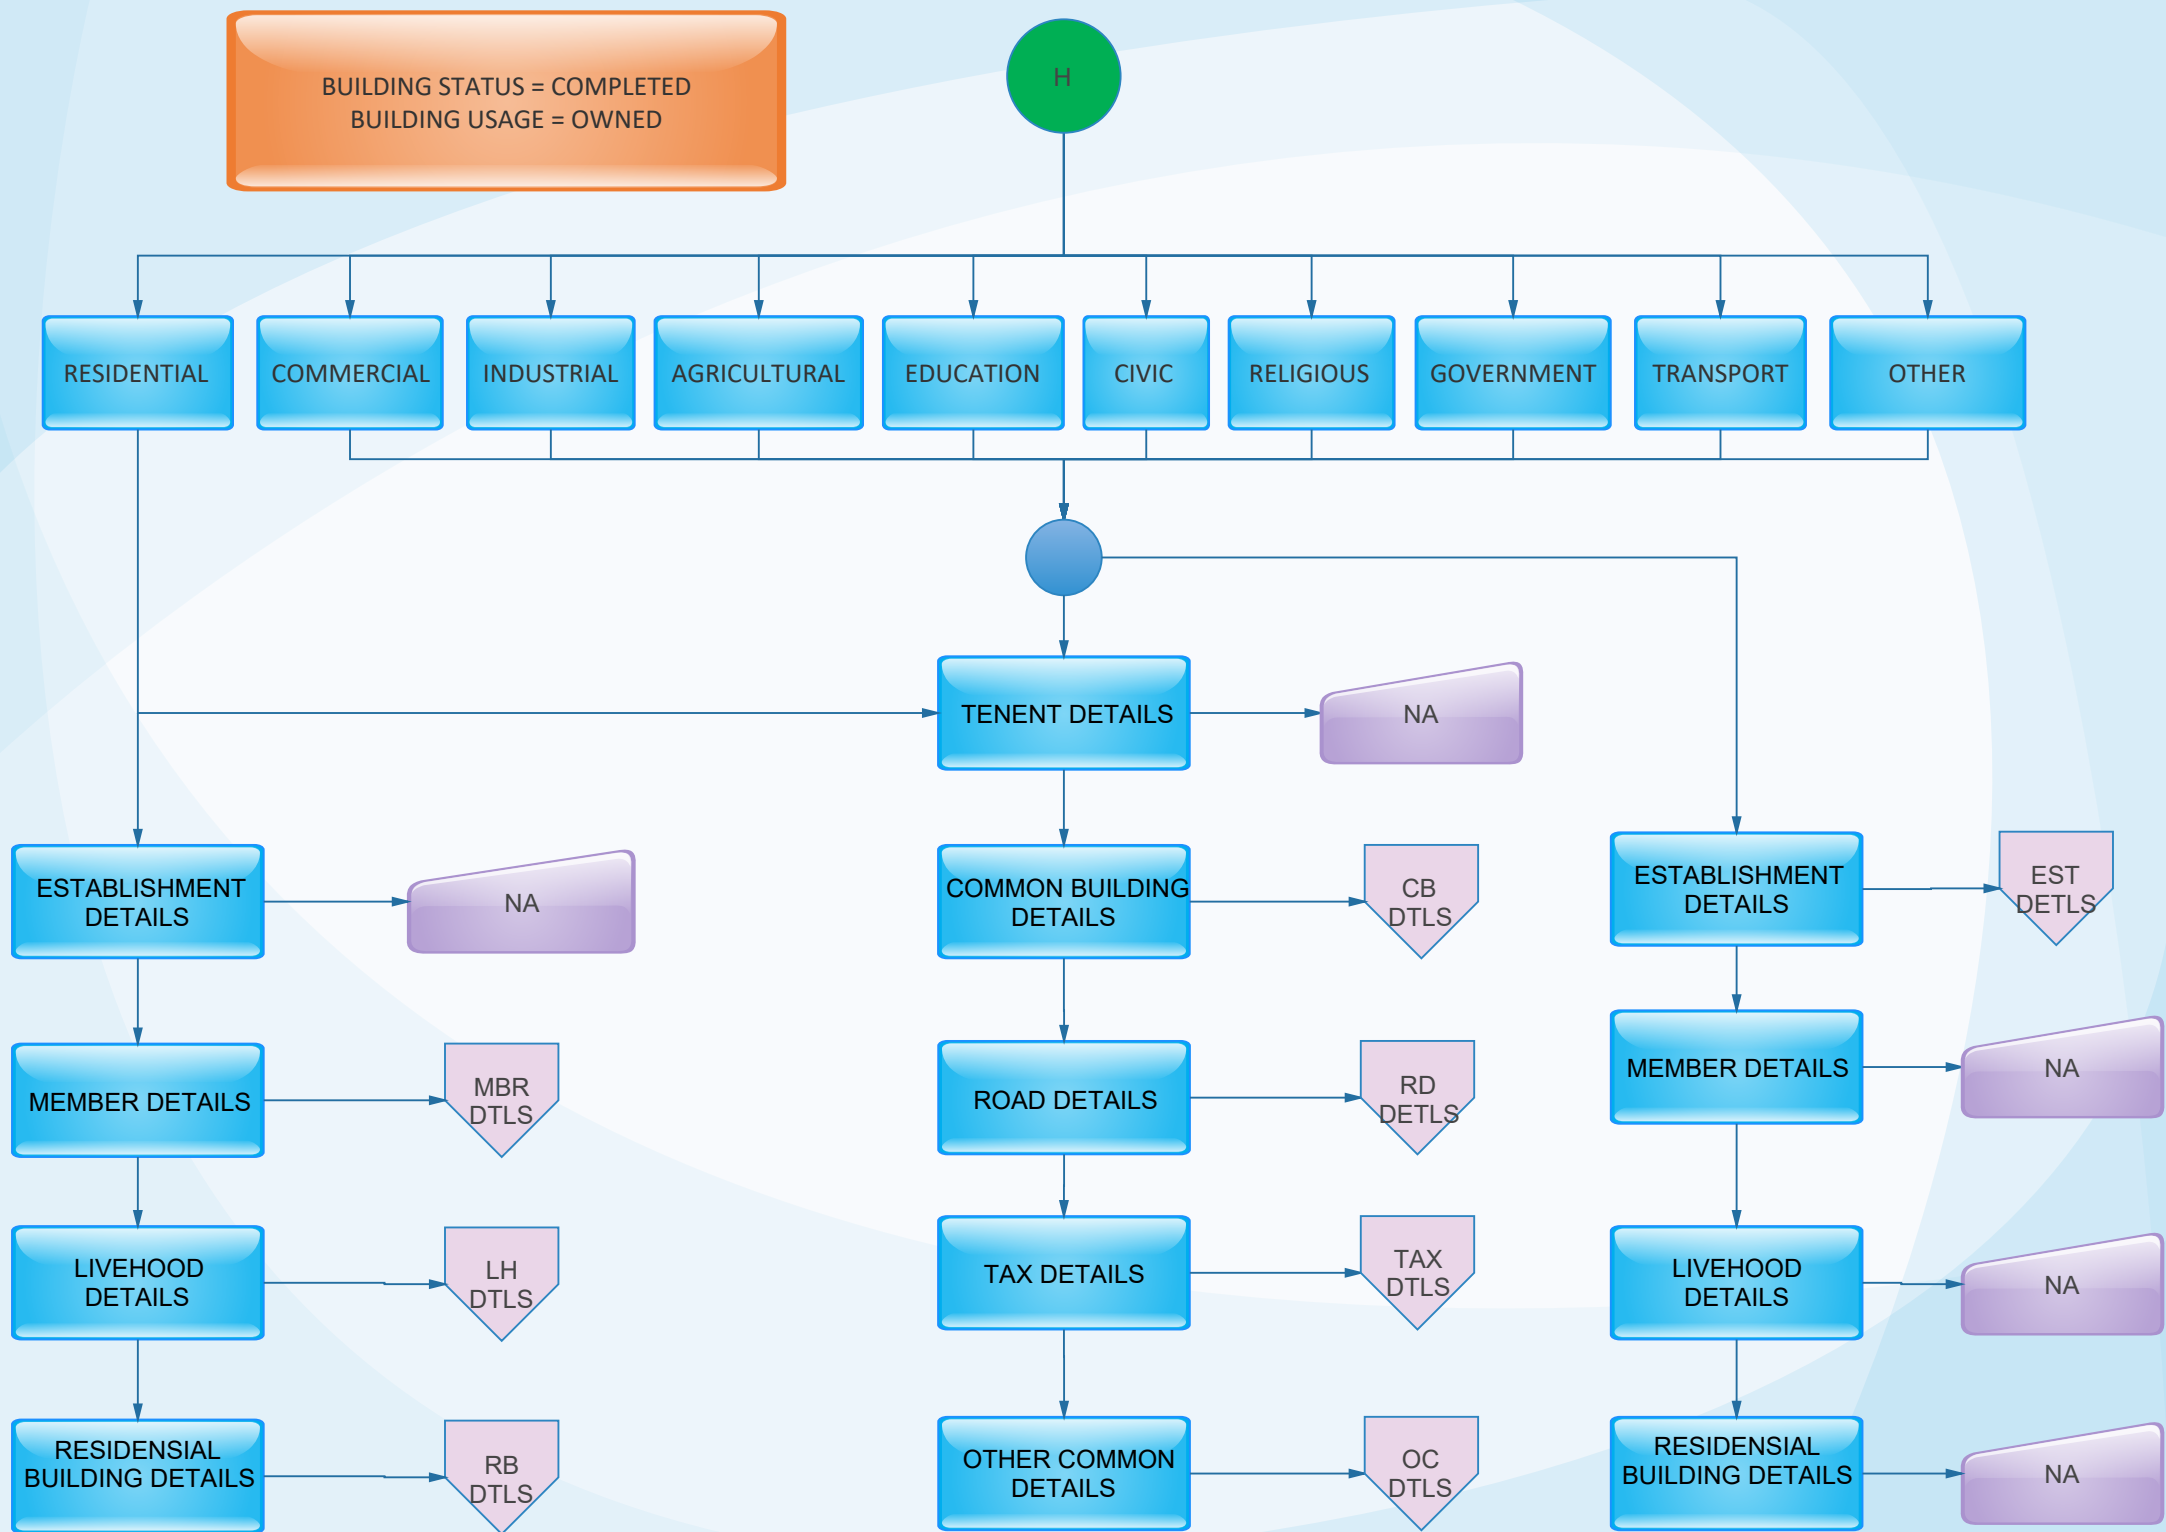 BUILDING STATUS = COMPLETED
BUILDING USAGE = OWNED
H
RESIDENTIAL
COMMERCIAL
INDUSTRIAL
AGRICULTURAL
EDUCATION
CIVIC
RELIGIOUS
GOVERNMENT
TRANSPORT
OTHER
TENENT DETAILS
NA
ESTABLISHMENT
DETAILS
NA
COMMON BUILDING
DETAILS
CB
DTLS
ESTABLISHMENT
DETAILS
EST
DETLS
MEMBER DETAILS
MBR
DTLS
ROAD DETAILS
RD
DETLS
MEMBER DETAILS
NA
LIVEHOOD
DETAILS
LH
DTLS
TAX DETAILS
TAX
DTLS
LIVEHOOD
DETAILS
NA
RESIDENSIAL
BUILDING DETAILS
RB
DTLS
OTHER COMMON
DETAILS
OC
DTLS
RESIDENSIAL
BUILDING DETAILS
NA